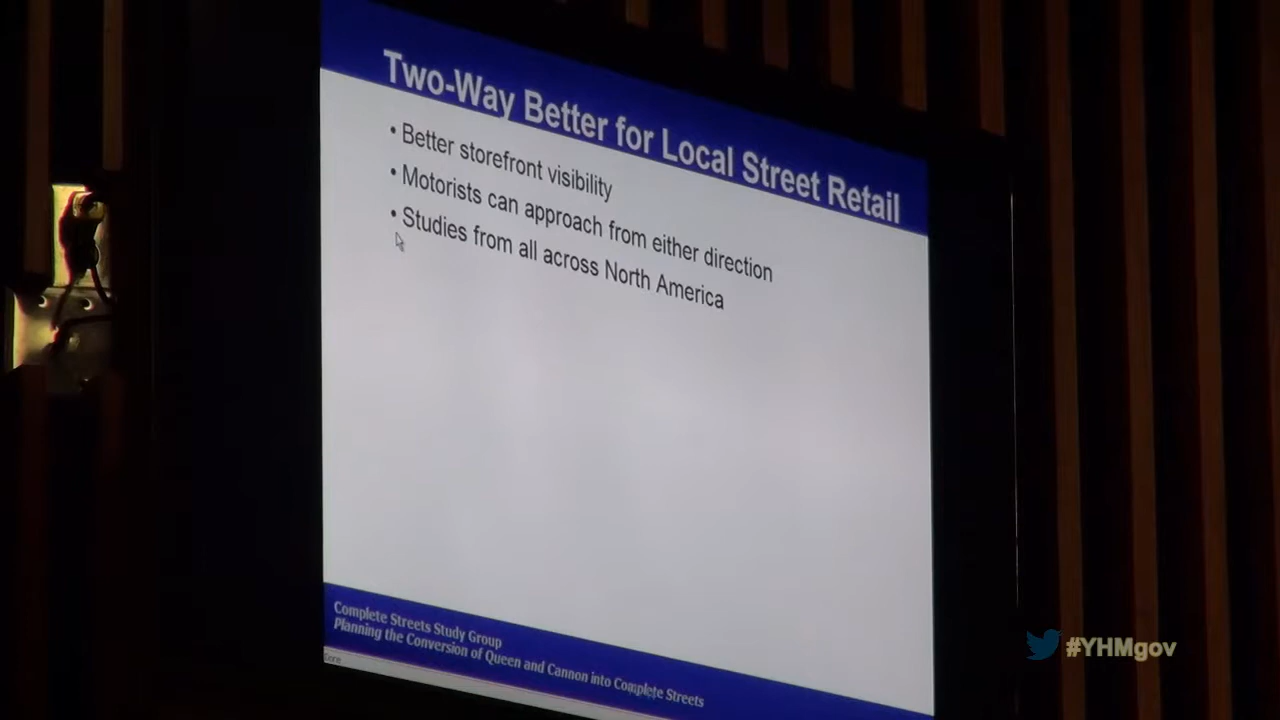 Two-Way Better for Local Street Retail
• Better storefront visibility
• Motorists can approach from either direction
• Studies from all across North America
Complete Streets Study Group
Planning the Conversion of Queen and Cannon into Complete Streets
#YHMgov